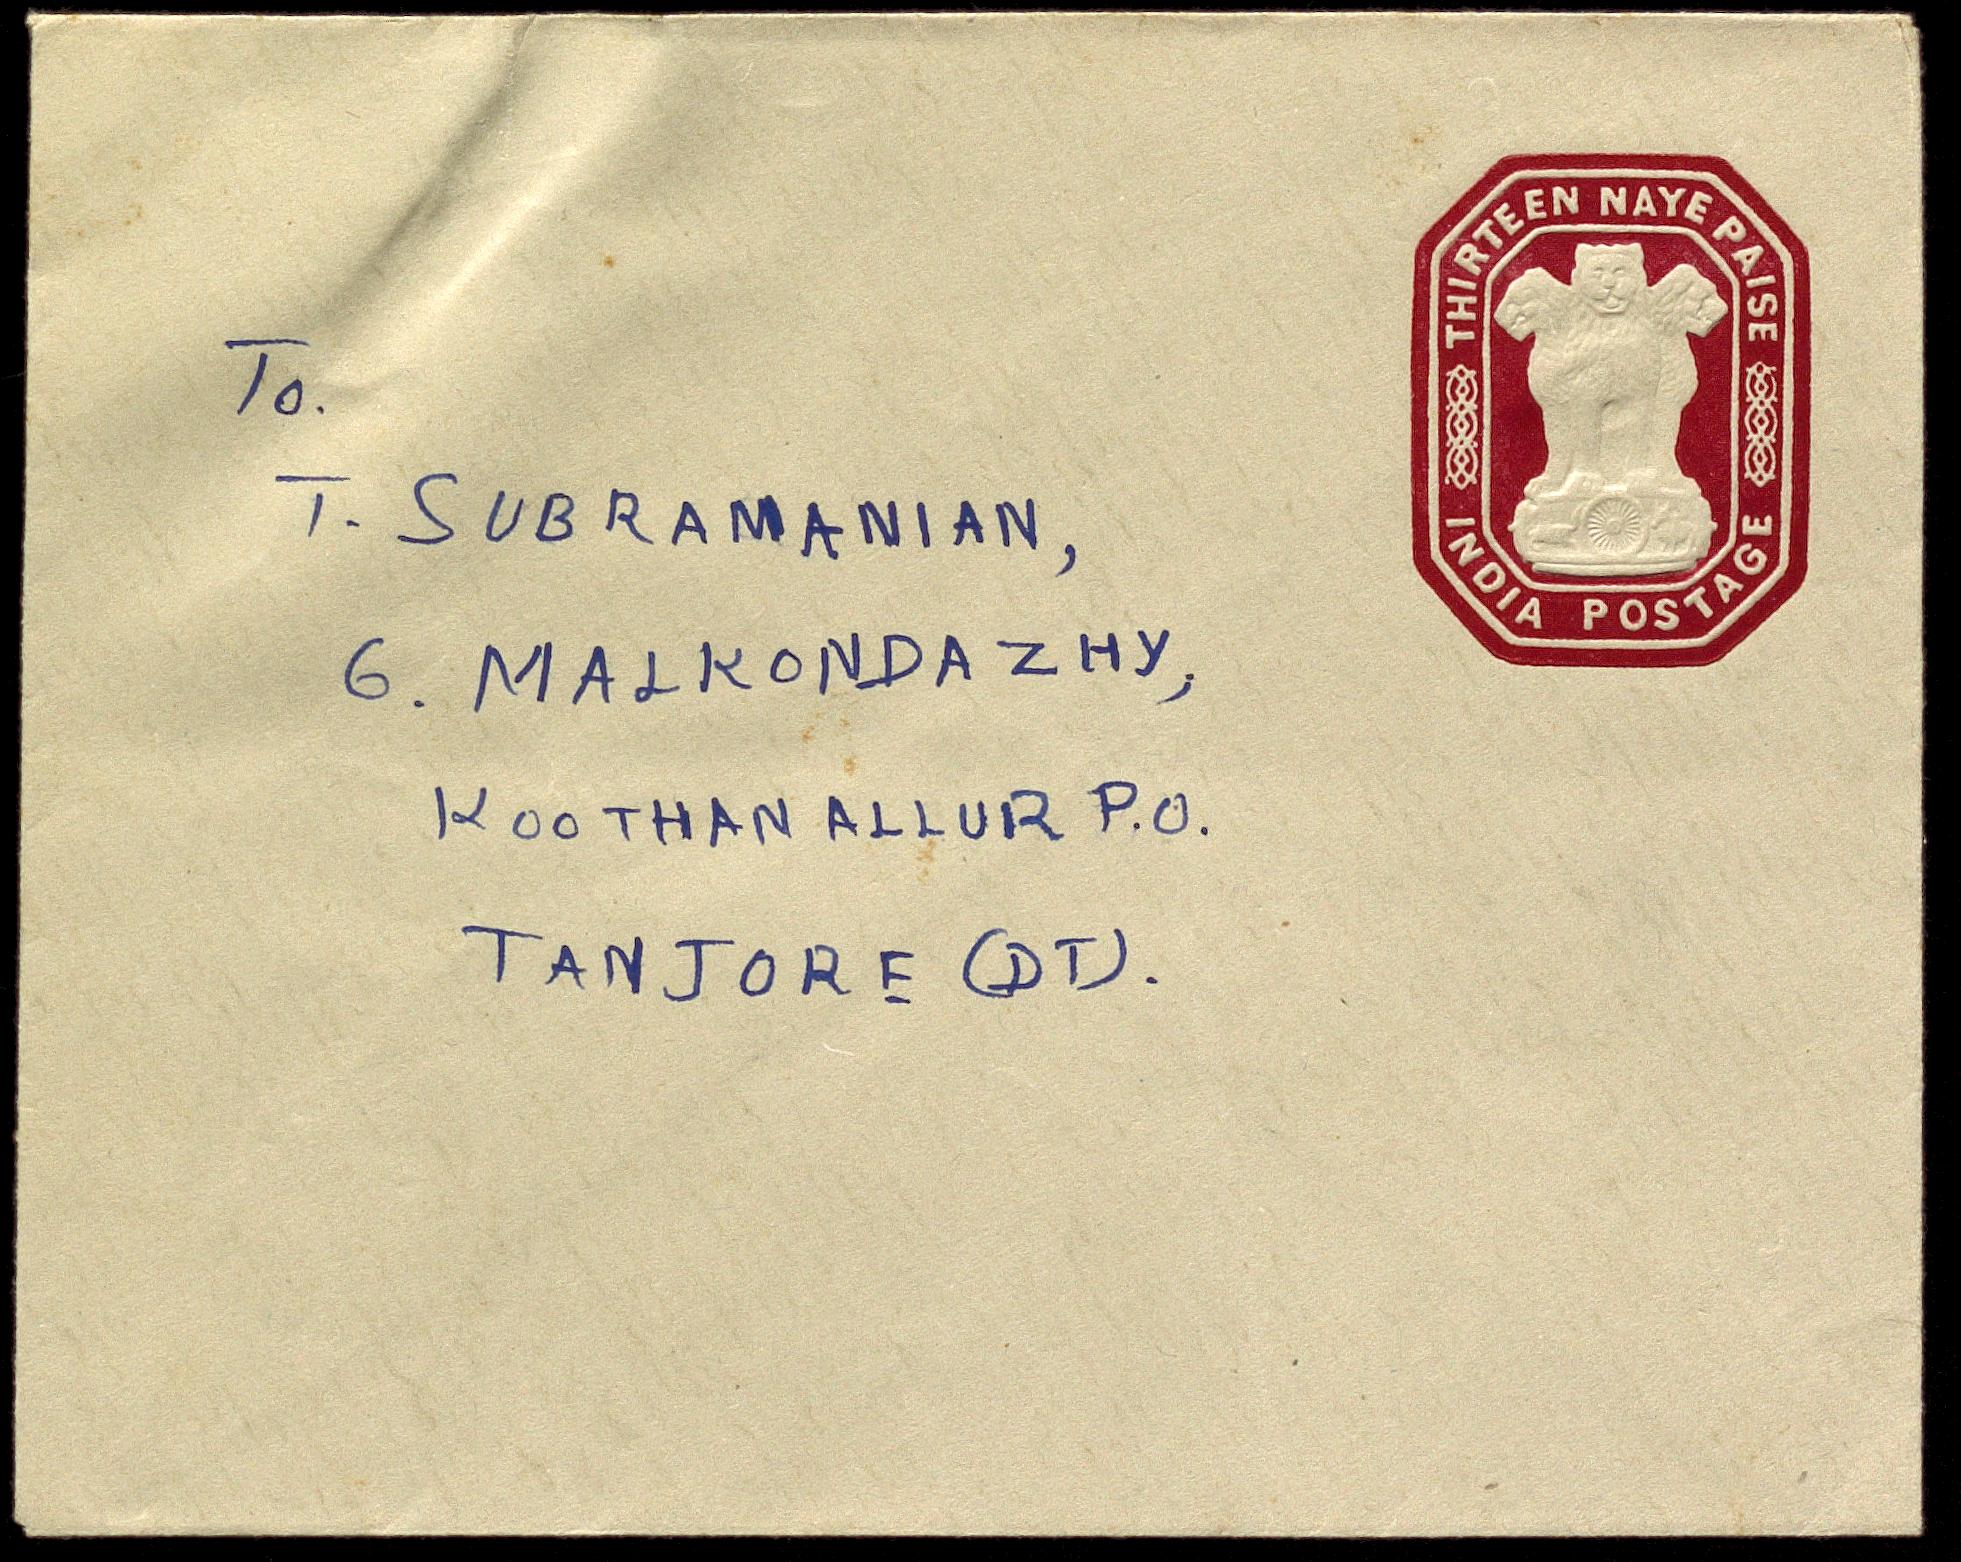 THIRTEEN NAYE PAISE
INDIA POSTAGE
To.
T. SUBRAMANIAN,
6. MALKONDAZHY,
KOOTHANALLUR P.O.
TANJORE (DT).